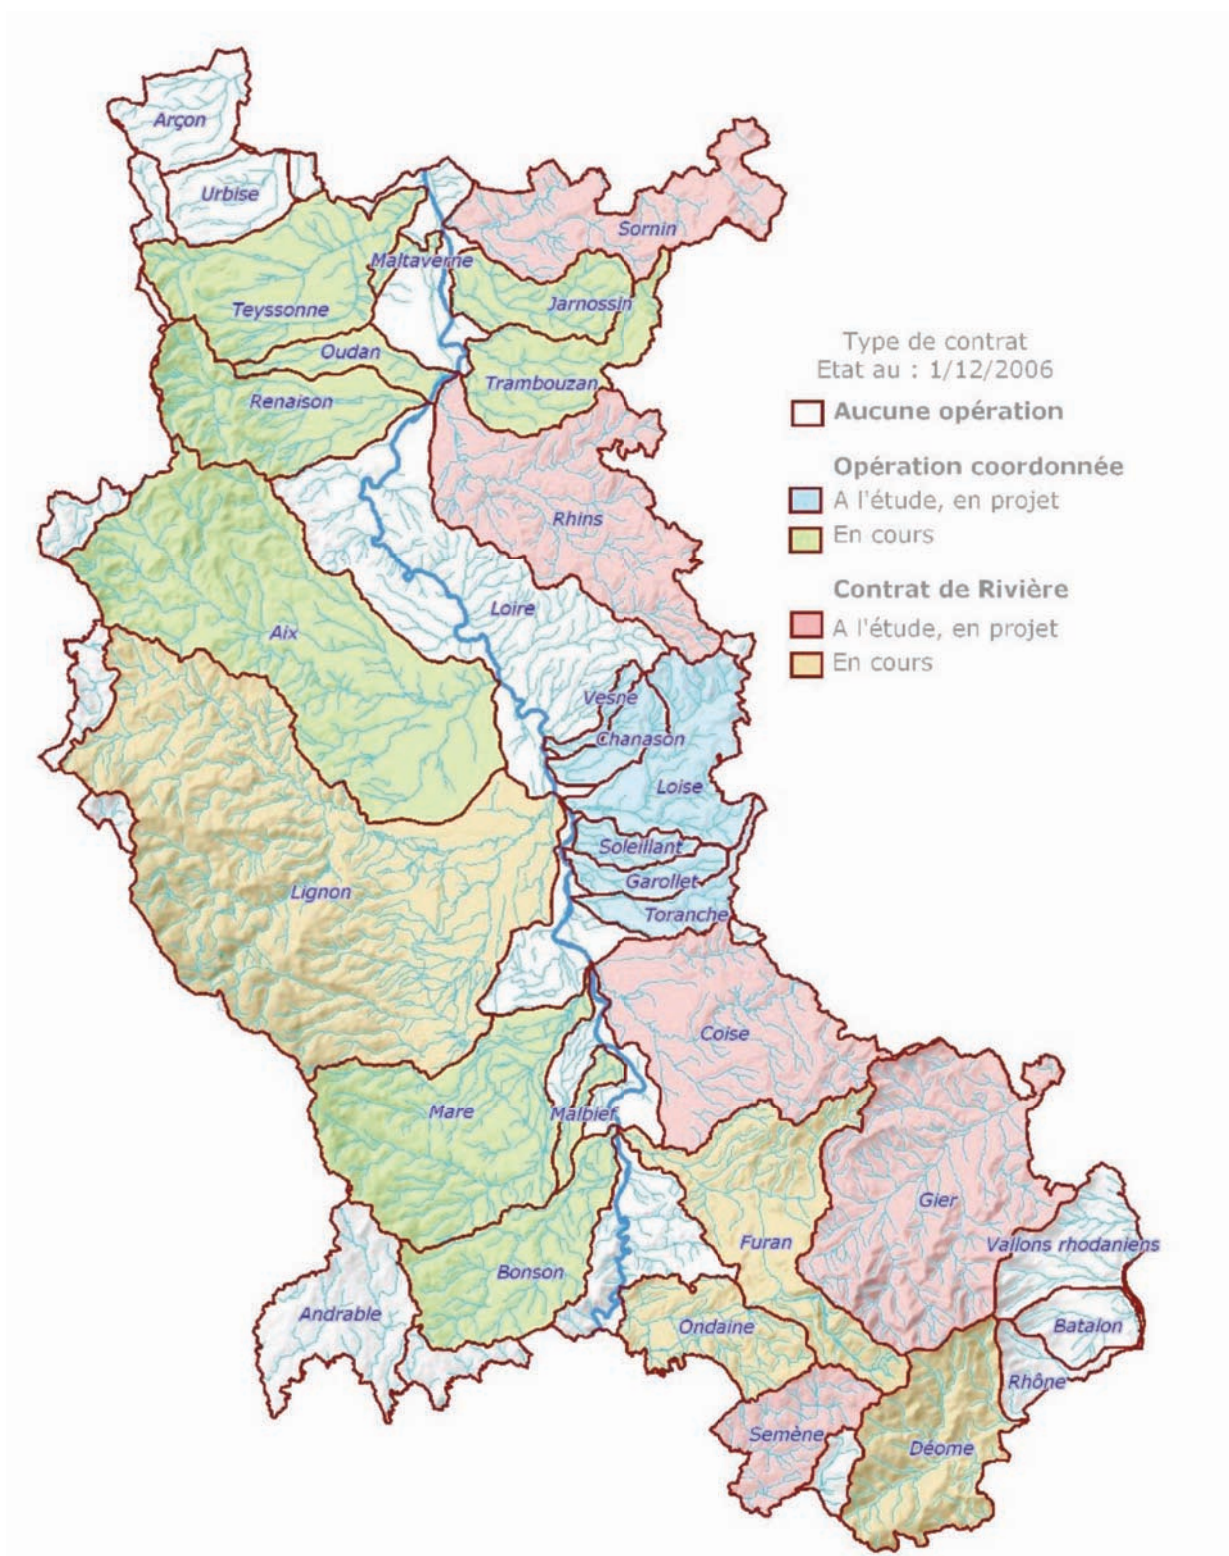 Arçon
Urbise
Sornin
Maltaverne
Jarnossin
Teyssonne
Oudan
Trambouzan
Renaison
Type de contrat
Etat au : 1/12/2006
Aucune opération
Opération coordonnée
A l'étude, en projet
En cours
Contrat de Rivière
A l'étude, en projet
En cours
Rhins
Loire
Aix
Vesne
Chanason
Loise
Soleillant
Lignon
Garollet
Toranche
Coise
Mare
Malbief
Gier
Furan
Vallons rhodaniens
Bonson
Andrable
Ondaine
Batalon
Rhône
Semène
Déome